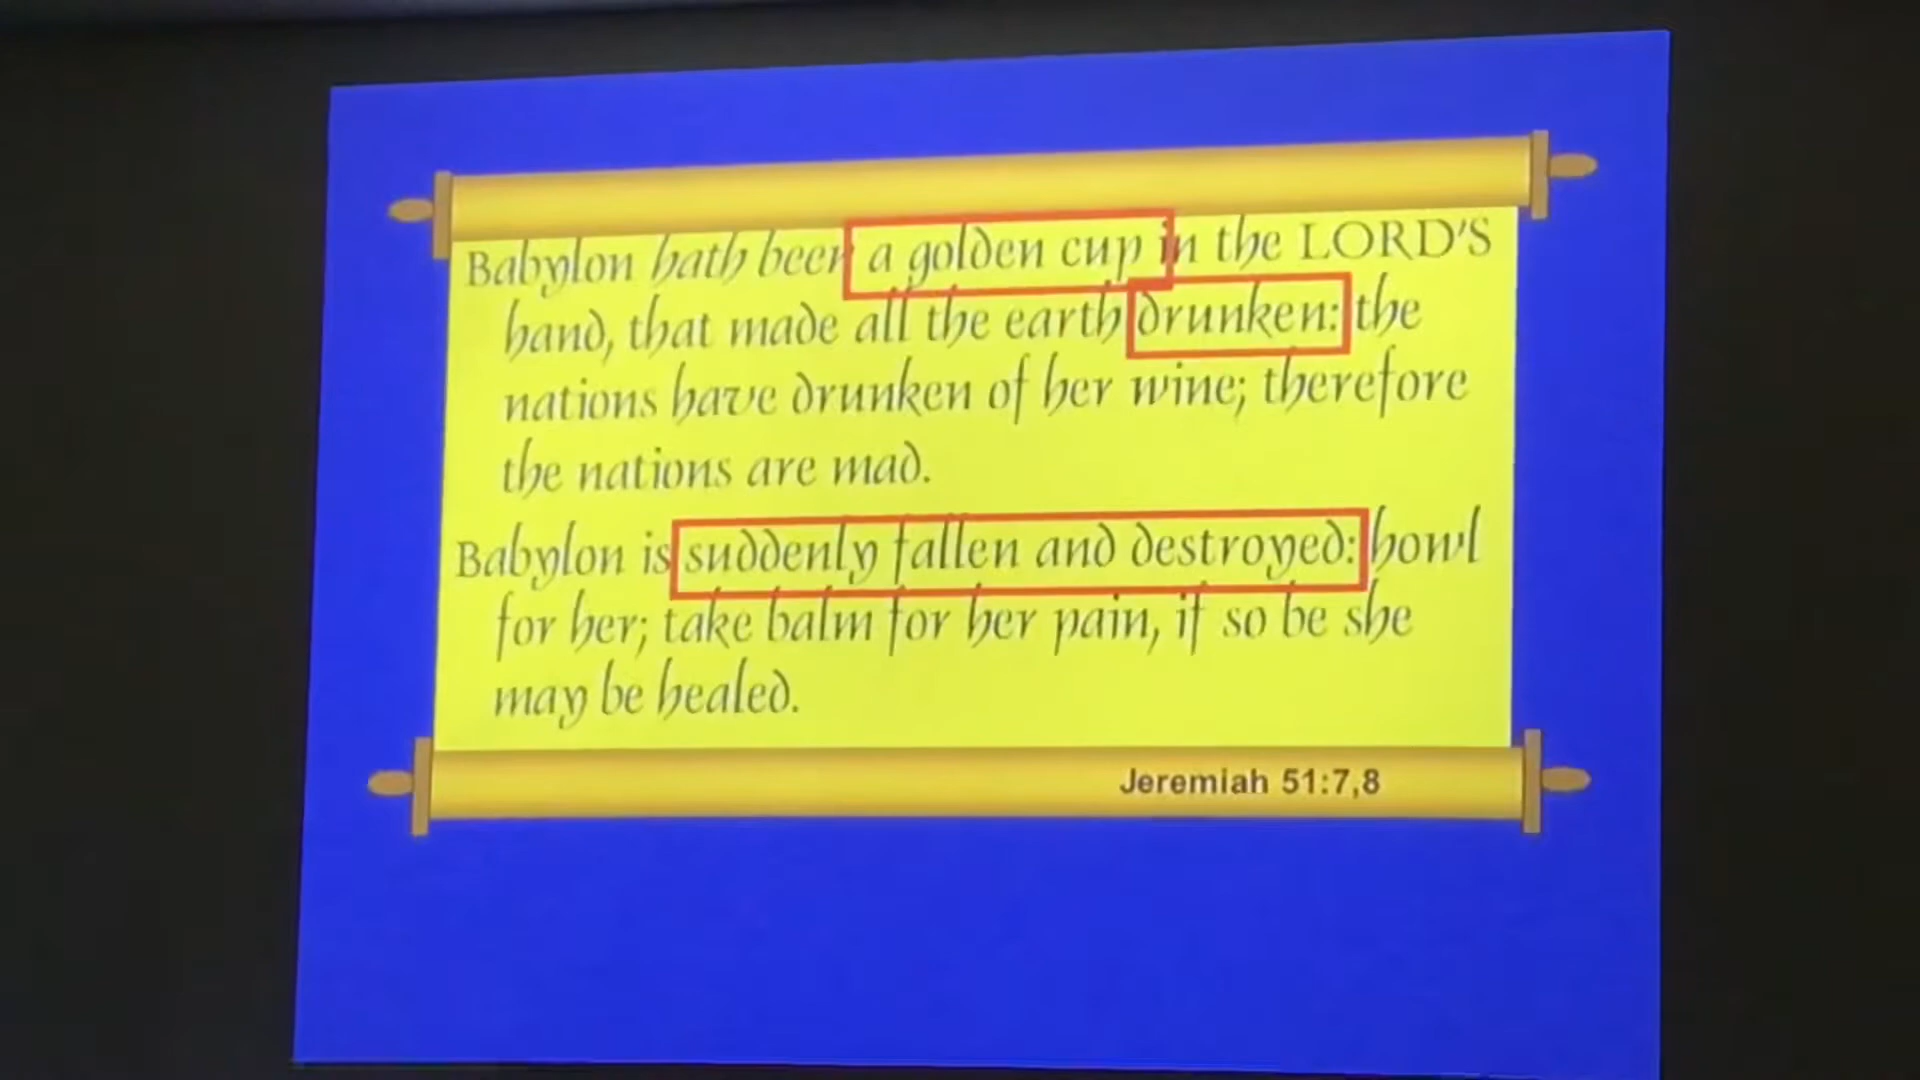 Babylon hath been a golden cup in the LORD'S
hand, that made all the earth drunken: the
nations have drunken of her wine; therefore
the nations are mad.
Babylon is suddenly fallen and destroyed: howl
for her; take balm for her pain, if so be she
may be healed.
Jeremiah 51:7,8